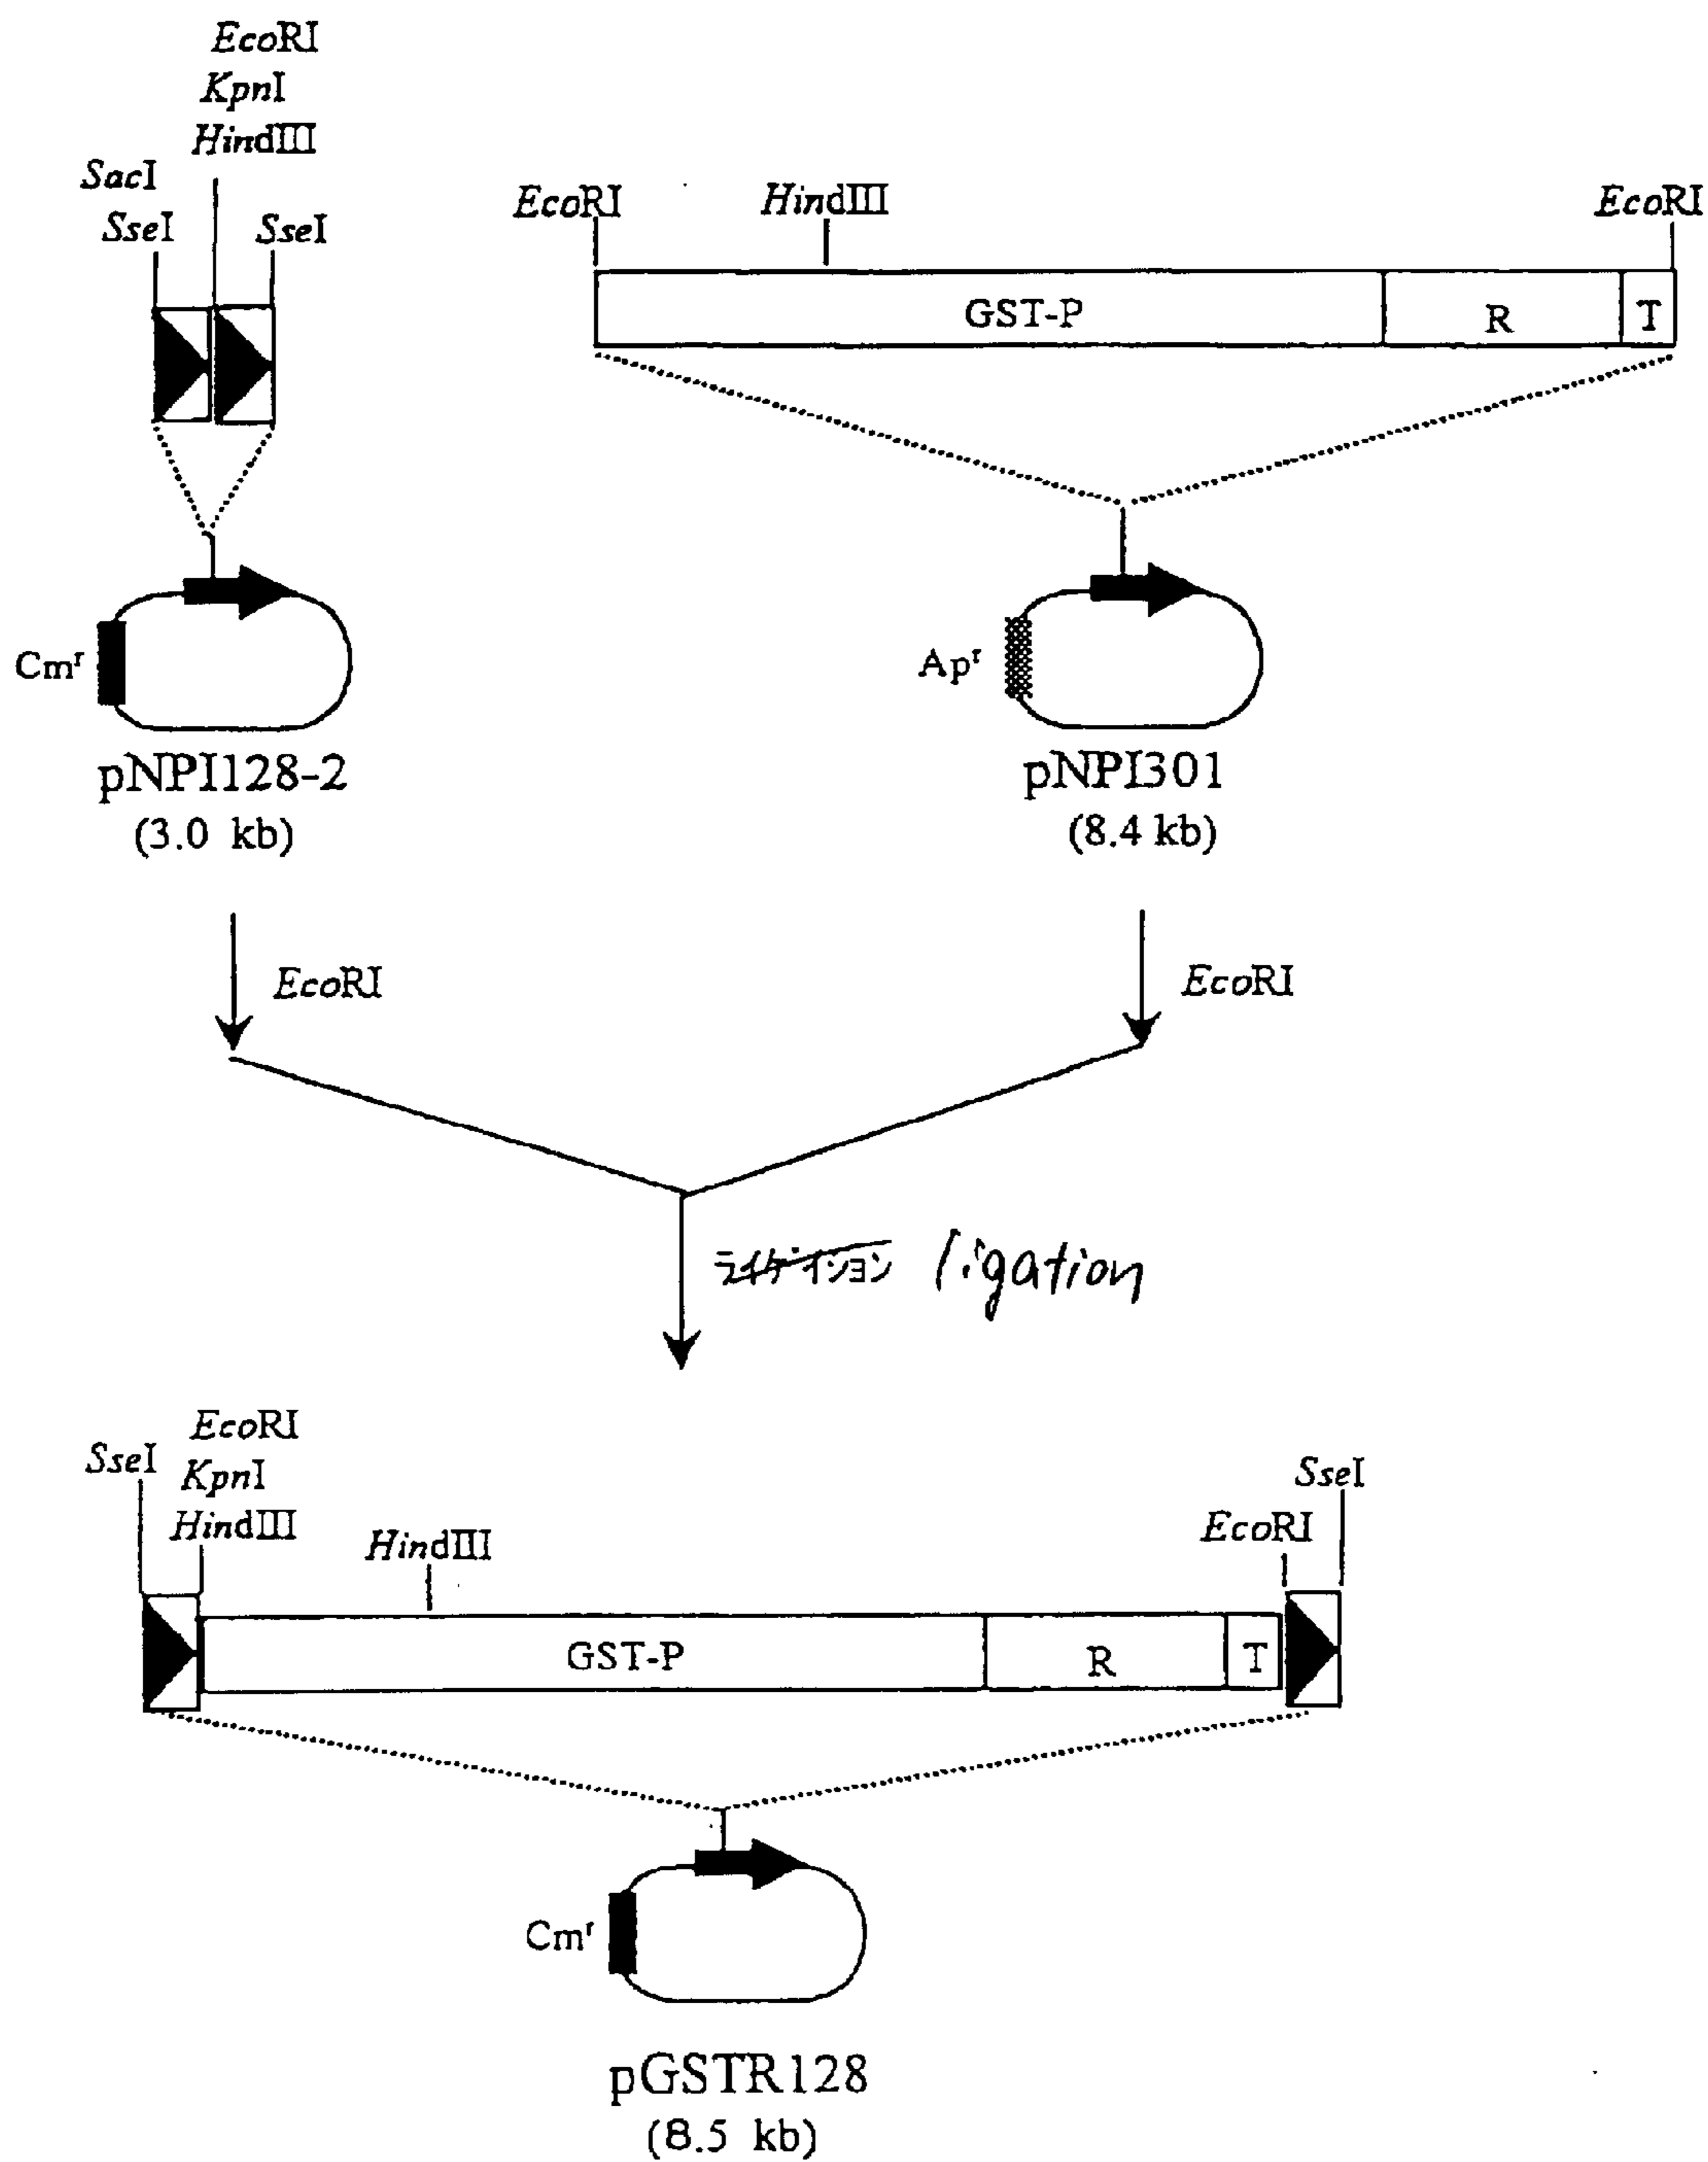 EcoRI
KpnI
HindIII
SacI
SseI
SseI
EcoRI
HindIII
EcoRI
GST-P
R
T
Cmʳ
Apʳ
pNPI128-2
(3.0 kb)
pNPI301
(8.4 kb)
EcoRI
EcoRI
ライゲイション ligation
SseI
EcoRI
KpnI
HindIII
HindIII
EcoRI
SseI
GST-P
R
T
Cmʳ
pGSTR128
(8.5 kb)